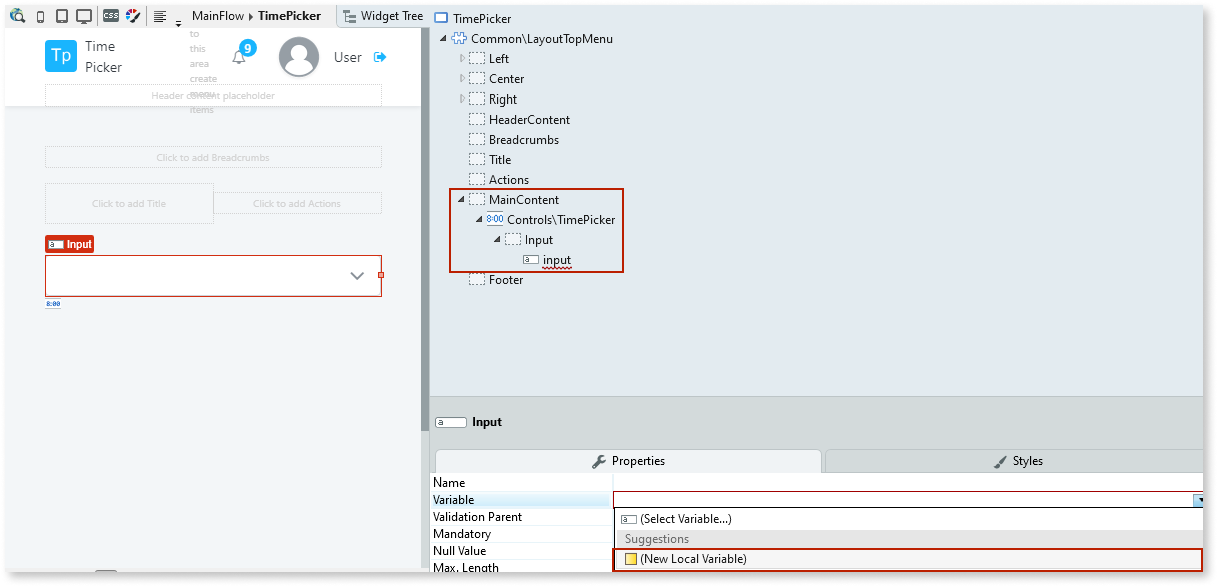 CSS
MainFlow ▸ TimePicker
Widget Tree
Tp
Time
Picker
to
this
area
create
menu
items
9
User
Header content placeholder
Click to add Breadcrumbs
Click to add Title
Click to add Actions
a Input
8:00
TimePicker
Common\LayoutTopMenu
Left
Center
Right
HeaderContent
Breadcrumbs
Title
Actions
MainContent
8:00 Controls\TimePicker
Input
a input
Footer
a Input
Properties
Styles
Name
Variable
Validation Parent
Mandatory
Null Value
Max. Length
a (Select Variable...)
Suggestions
(New Local Variable)